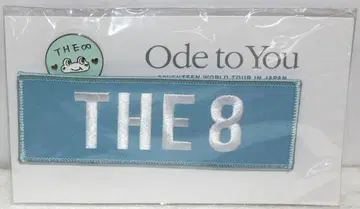 THE∞
Ode to You
SEVENTEEN WORLD TOUR IN JAPAN
THE 8